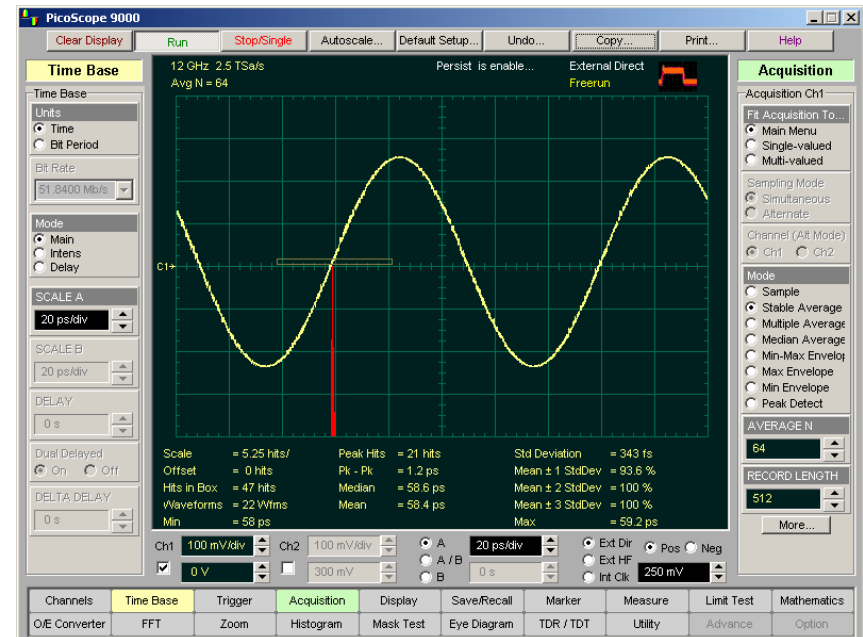 PicoScope 9000
Clear Display Run Stop/Single Autoscale... Default Setup... Undo... Copy... Print... Help
Time Base
Time Base
Units
Time
Bit Period
Bit Rate
51.8400 Mb/s
Mode
Main
Intens
Delay
SCALE A
20 ps/div
SCALE B
20 ps/div
DELAY
0 s
Dual Delayed
On Off
DELTA DELAY
0 s
12 GHz 2.5 TSa/s Persist is enable... External Direct
Avg N = 64 Freerun
C1
Scale = 5.25 hits/ Peak Hits = 21 hits Std Deviation = 343 fs
Offset = 0 hits Pk - Pk = 1.2 ps Mean ± 1 StdDev = 93.6 %
Hits in Box = 47 hits Median = 58.6 ps Mean ± 2 StdDev = 100 %
Waveforms = 22 Wfms Mean = 58.4 ps Mean ± 3 StdDev = 100 %
Min = 58 ps Max = 59.2 ps
Ch1 100 mV/div Ch2 100 mV/div A 20 ps/div Ext Dir Pos Neg
A / B Ext HF
0 V 300 mV B 0 s Int Clk 250 mV
Acquisition
Acquisition Ch1
Fit Acquisition To...
Main Menu
Single-valued
Multi-valued
Sampling Mode
Simultaneous
Alternate
Channel (Alt Mode)
Ch1 Ch2
Mode
Sample
Stable Average
Multiple Average
Median Average
Min-Max Envelop
Max Envelope
Min Envelope
Peak Detect
AVERAGE N
64
RECORD LENGTH
512
More...
Channels Time Base Trigger Acquisition Display Save/Recall Marker Measure Limit Test Mathematics
O/E Converter FFT Zoom Histogram Mask Test Eye Diagram TDR / TDT Utility Advance Option